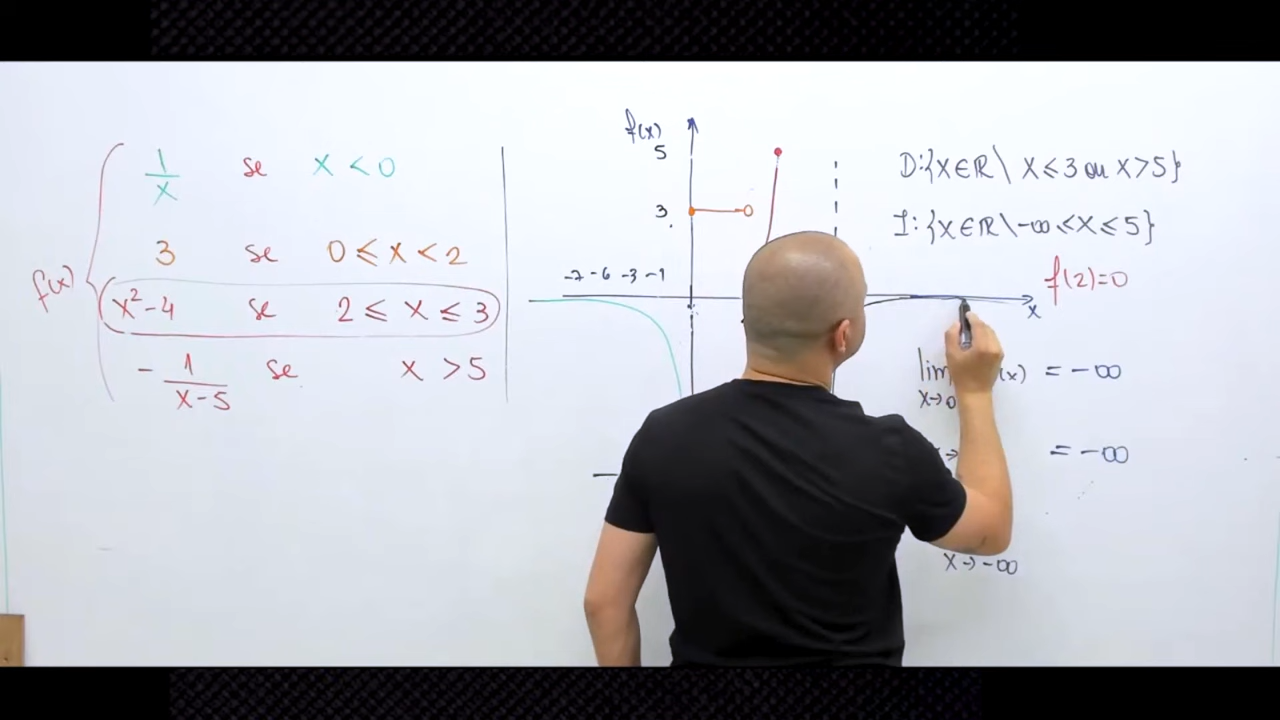 f(x)
1/x se x < 0
3 se 0 ≤ x < 2
x²-4 se 2 ≤ x ≤ 3
- 1/(x-5) se x > 5
f(x)
5
3
-7 -6 -3 -1
x
D:{x∈ℝ \ x ≤ 3 ou x > 5}
I:{x∈ℝ \ -∞ < x ≤ 5}
f(2)=0
lim (x) = -∞
x→0
= -∞
x→-∞